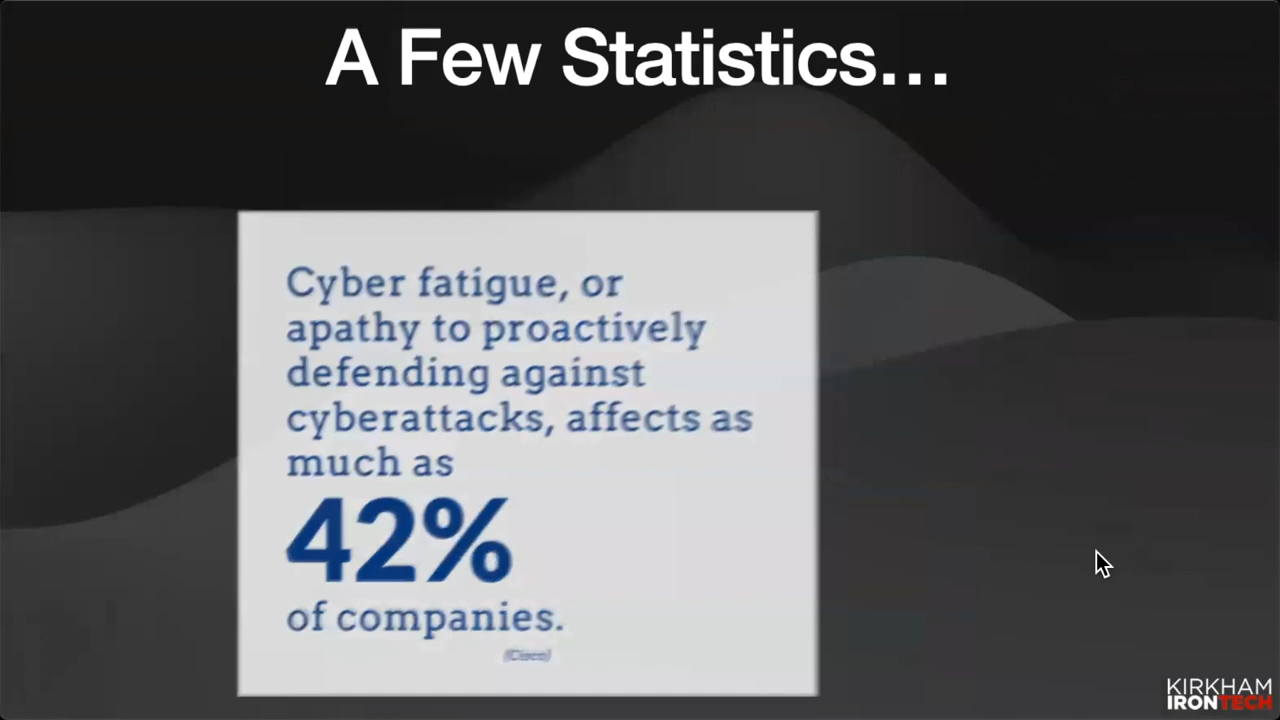 A Few Statistics...
Cyber fatigue, or
apathy to proactively
defending against
cyberattacks, affects as
much as
42%
of companies.
(Cisco)
KIRKHAM
IRONTECH